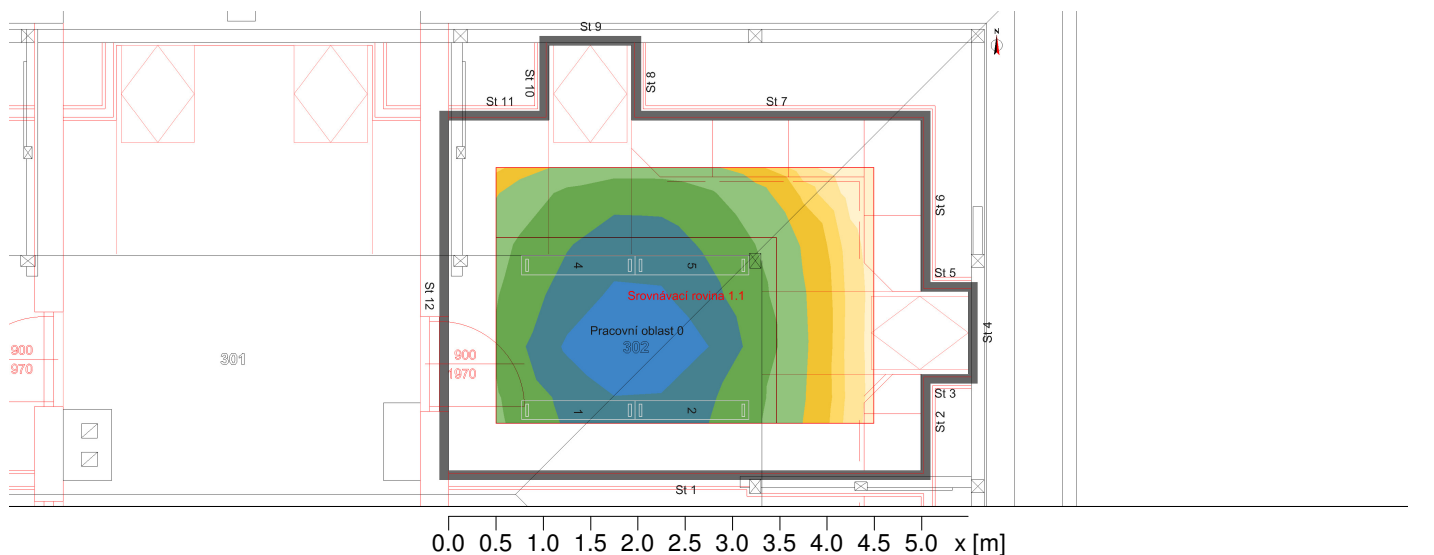 St 9
z
St 10
St 8
St 11
St 7
St 6
St 5
4
5
St 12
Srovnávací rovina 1.1
St 4
Pracovní oblast 0
302
900
970
301
900
1970
St 3
1
2
St 2
St 1
0.0 0.5 1.0 1.5 2.0 2.5 3.0 3.5 4.0 4.5 5.0 x [m]